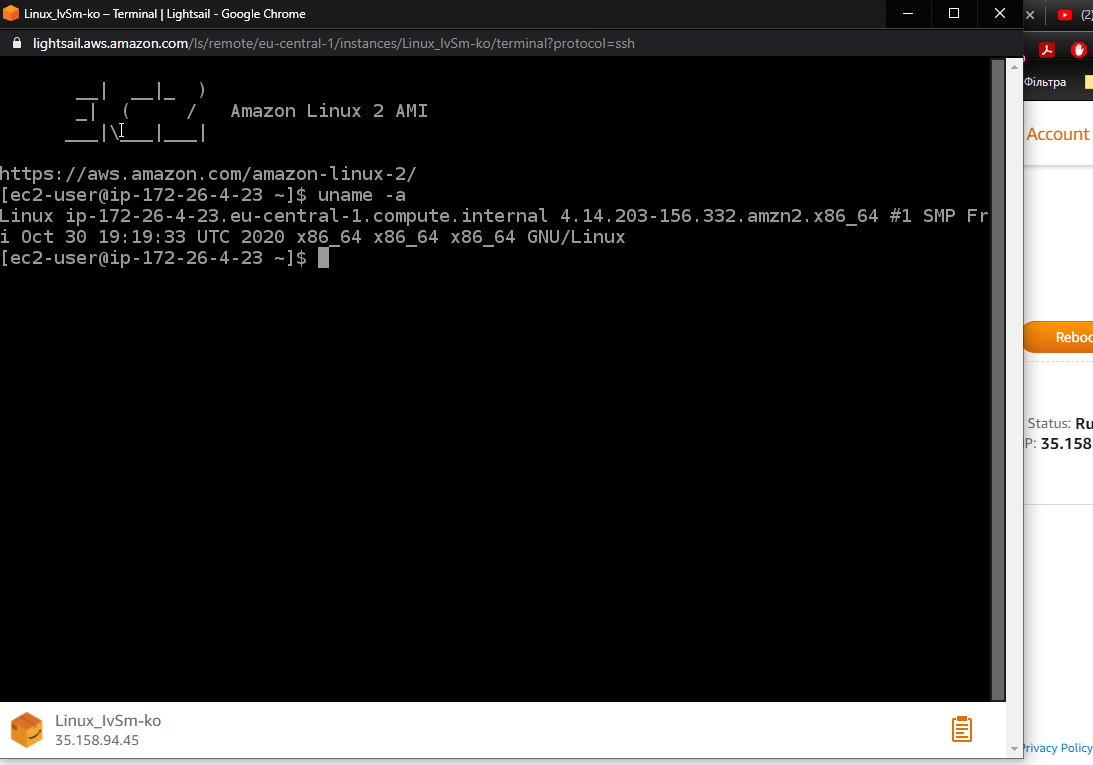 Linux_IvSm-ko – Terminal | Lightsail - Google Chrome
(2)
lightsail.aws.amazon.com/ls/remote/eu-central-1/instances/Linux_IvSm-ko/terminal?protocol=ssh
Фільтра
       __|  __|_  )
       _|  (     /   Amazon Linux 2 AMI
      ___|\___|___|
Account
https://aws.amazon.com/amazon-linux-2/
[ec2-user@ip-172-26-4-23 ~]$ uname -a
Linux ip-172-26-4-23.eu-central-1.compute.internal 4.14.203-156.332.amzn2.x86_64 #1 SMP Fr
i Oct 30 19:19:33 UTC 2020 x86_64 x86_64 x86_64 GNU/Linux
[ec2-user@ip-172-26-4-23 ~]$
Reboo
Status: Ru
P: 35.158
Linux_IvSm-ko
35.158.94.45
Privacy Policy